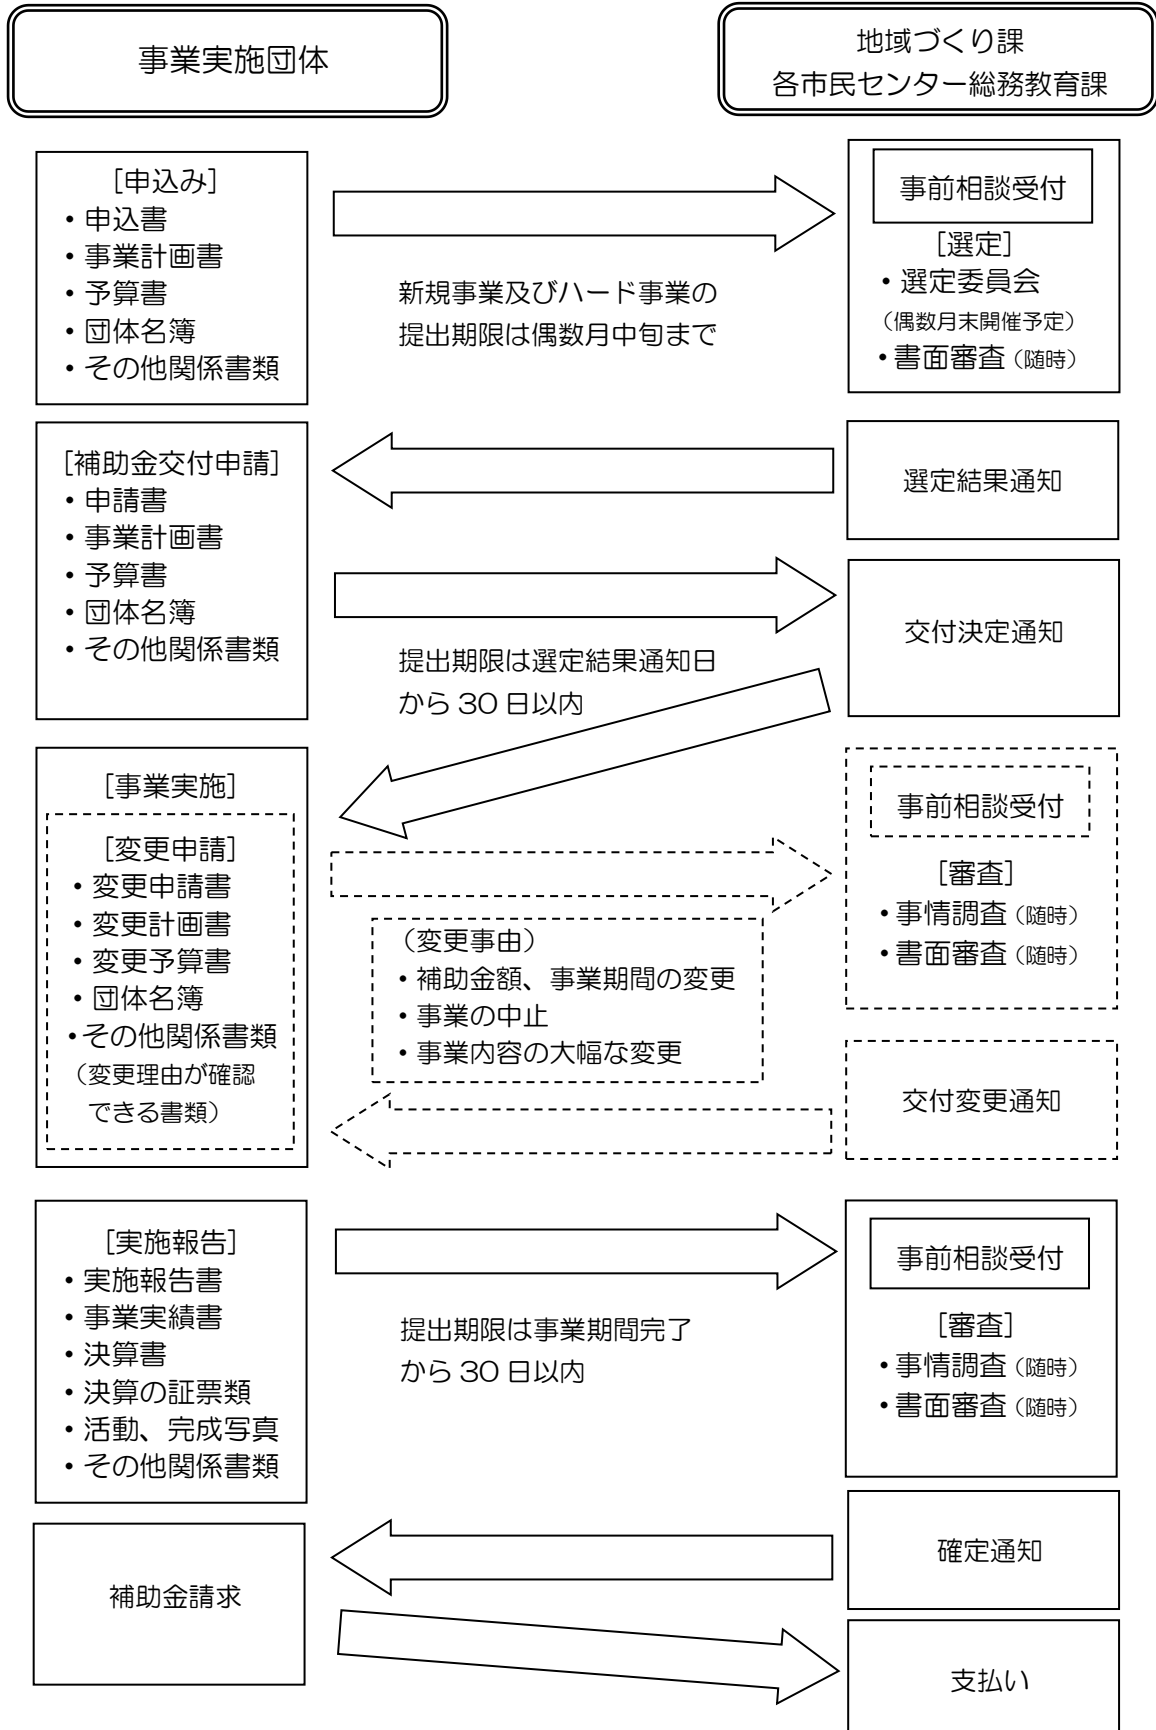 事業実施団体
地域づくり課
各市民センター総務教育課
[申込み]
・申込書
・事業計画書
・予算書
・団体名簿
・その他関係書類
新規事業及びハード事業の
提出期限は偶数月中旬まで
事前相談受付
[選定]
・選定委員会
（偶数月末開催予定）
・書面審査（随時）
[補助金交付申請]
・申請書
・事業計画書
・予算書
・団体名簿
・その他関係書類
選定結果通知
提出期限は選定結果通知日
から 30 日以内
交付決定通知
[事業実施]
[変更申請]
・変更申請書
・変更計画書
・変更予算書
・団体名簿
・その他関係書類
（変更理由が確認
できる書類）
（変更事由）
・補助金額、事業期間の変更
・事業の中止
・事業内容の大幅な変更
事前相談受付
[審査]
・事情調査（随時）
・書面審査（随時）
交付変更通知
[実施報告]
・実施報告書
・事業実績書
・決算書
・決算の証票類
・活動、完成写真
・その他関係書類
提出期限は事業期間完了
から 30 日以内
事前相談受付
[審査]
・事情調査（随時）
・書面審査（随時）
確定通知
補助金請求
支払い